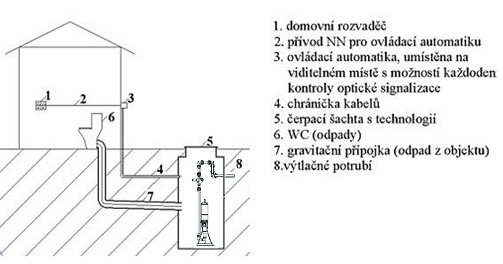 1
2
3
6
5
8
4
7
1. domovní rozvaděč
2. přívod NN pro ovládací automatiku
3. ovládací automatika, umístěna na
viditelném místě s možností každoden
kontroly optické signalizace
4. chránička kabelů
5. čerpací šachta s technologií
6. WC (odpady)
7. gravitační přípojka (odpad z objektu)
8.výtlačné potrubí